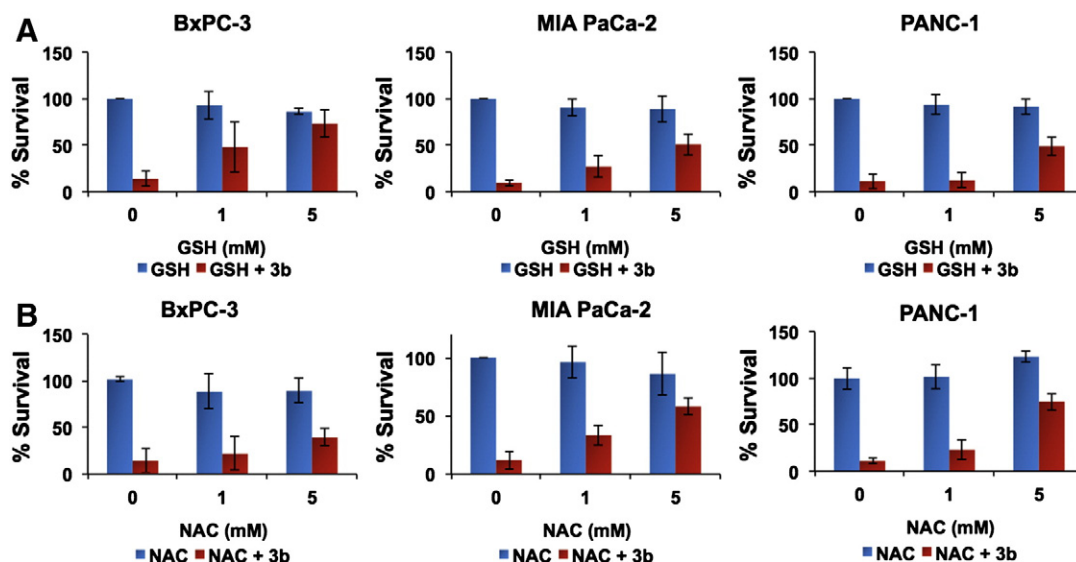 A
BxPC-3
% Survival
150
100
50
0
0 1 5
GSH (mM)
GSH GSH + 3b
MIA PaCa-2
% Survival
150
100
50
0
0 1 5
GSH (mM)
GSH GSH + 3b
PANC-1
% Survival
150
100
50
0
0 1 5
GSH (mM)
GSH GSH + 3b
B
BxPC-3
% Survival
150
100
50
0
0 1 5
NAC (mM)
NAC NAC + 3b
MIA PaCa-2
% Survival
100
50
0
0 1 5
NAC (mM)
NAC NAC + 3b
PANC-1
% Survival
150
100
50
0
0 1 5
NAC (mM)
NAC NAC + 3b